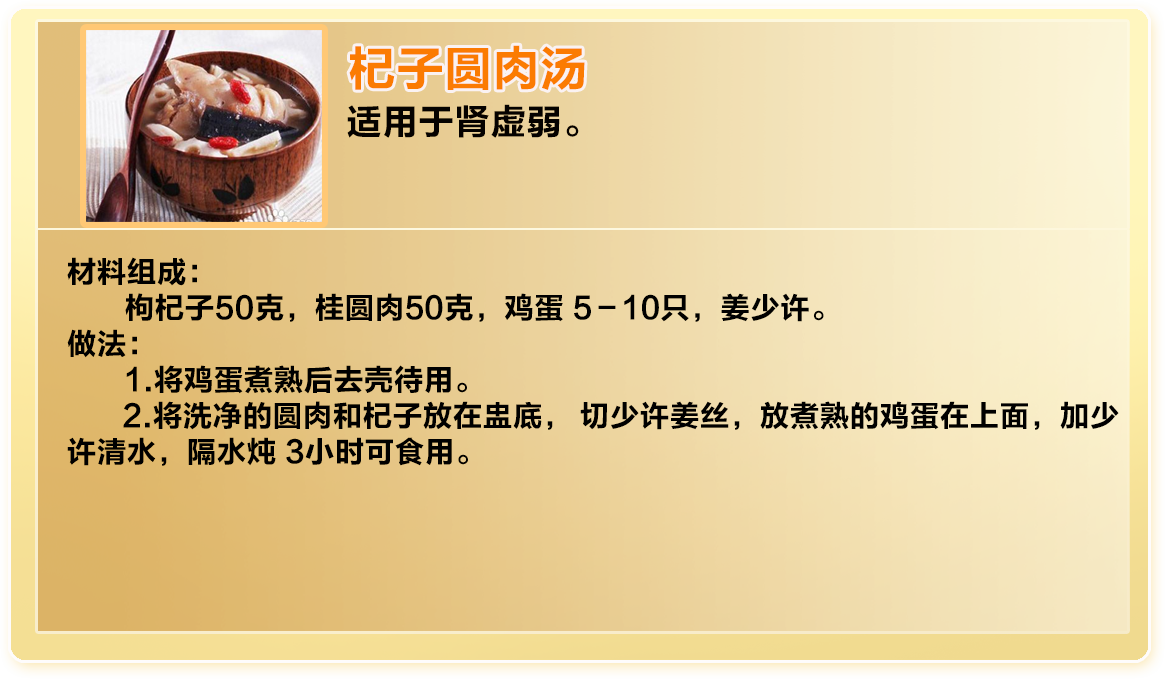 杞子圆肉汤
适用于肾虚弱。
材料组成：
枸杞子50克，桂圆肉50克，鸡蛋 5－10只，姜少许。
做法：
1.将鸡蛋煮熟后去壳待用。
2.将洗净的圆肉和杞子放在盅底， 切少许姜丝，放煮熟的鸡蛋在上面，加少
许清水，隔水炖 3小时可食用。